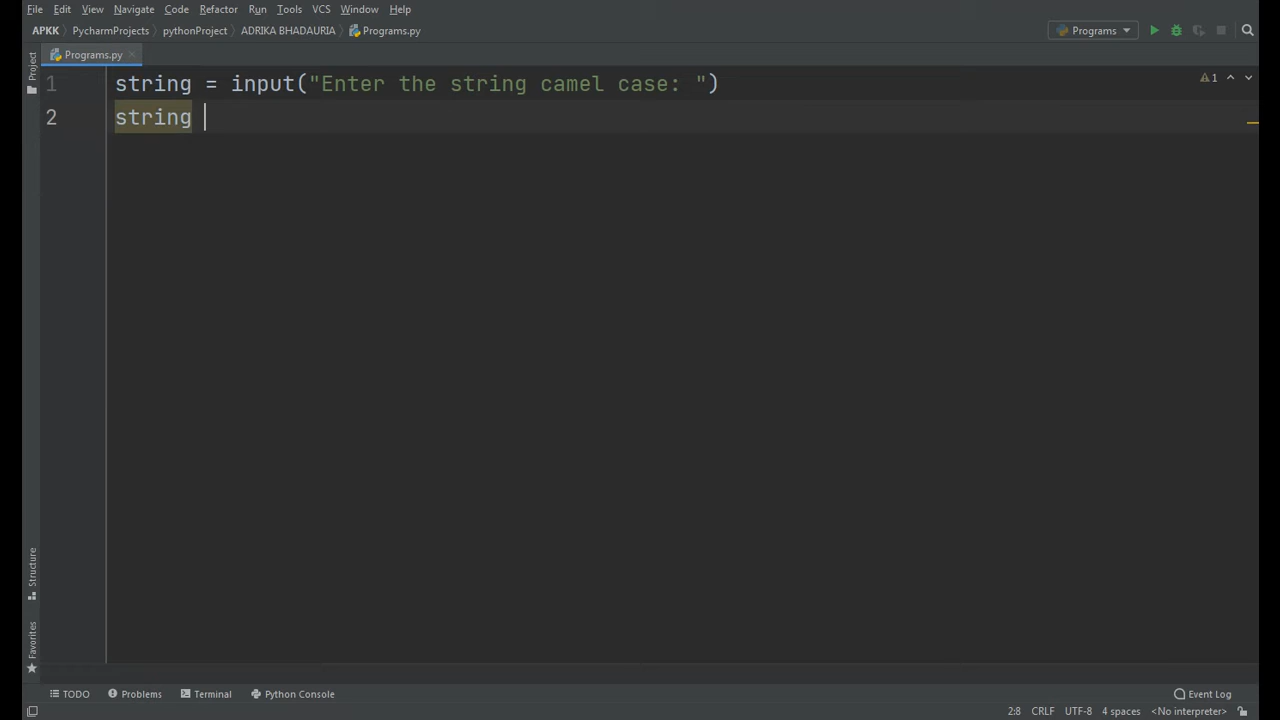 File Edit View Navigate Code Refactor Run Tools VCS Window Help
APKK PycharmProjects pythonProject ADRIKA BHADAURIA Programs.py Programs
Programs.py
Project
1 string = input("Enter the string camel case: ")
1
2 string
Structure
Favorites
TODO Problems Terminal Python Console Event Log
2:8 CRLF UTF-8 4 spaces <No interpreter>